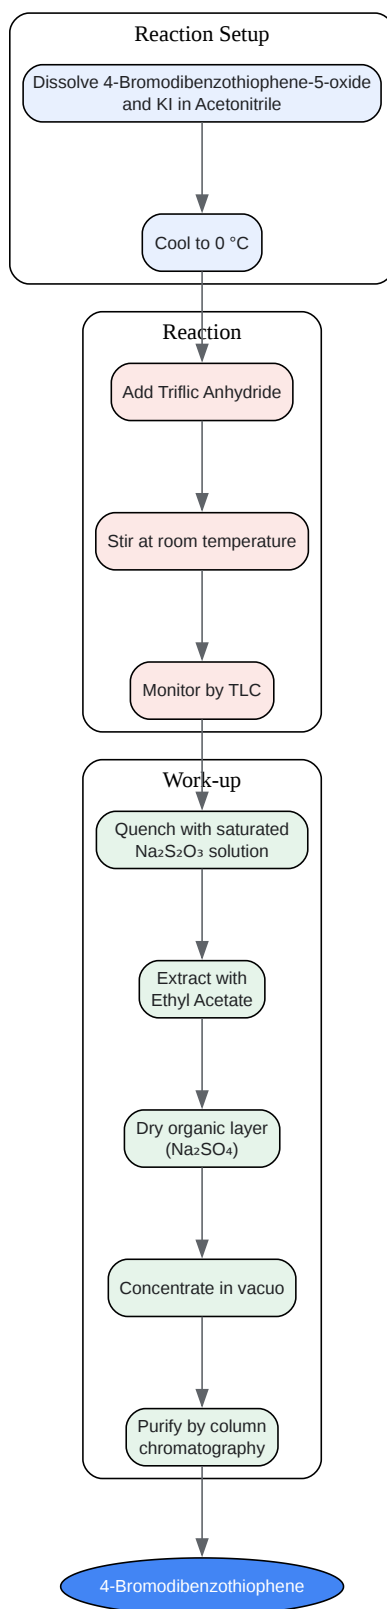 Reaction Setup
Dissolve 4-Bromodibenzothiophene-5-oxide
and KI in Acetonitrile
Cool to 0 °C
Reaction
Add Triflic Anhydride
Stir at room temperature
Monitor by TLC
Work-up
Quench with saturated
Na₂S₂O₃ solution
Extract with
Ethyl Acetate
Dry organic layer
(Na₂SO₄)
Concentrate in vacuo
Purify by column
chromatography
4-Bromodibenzothiophene